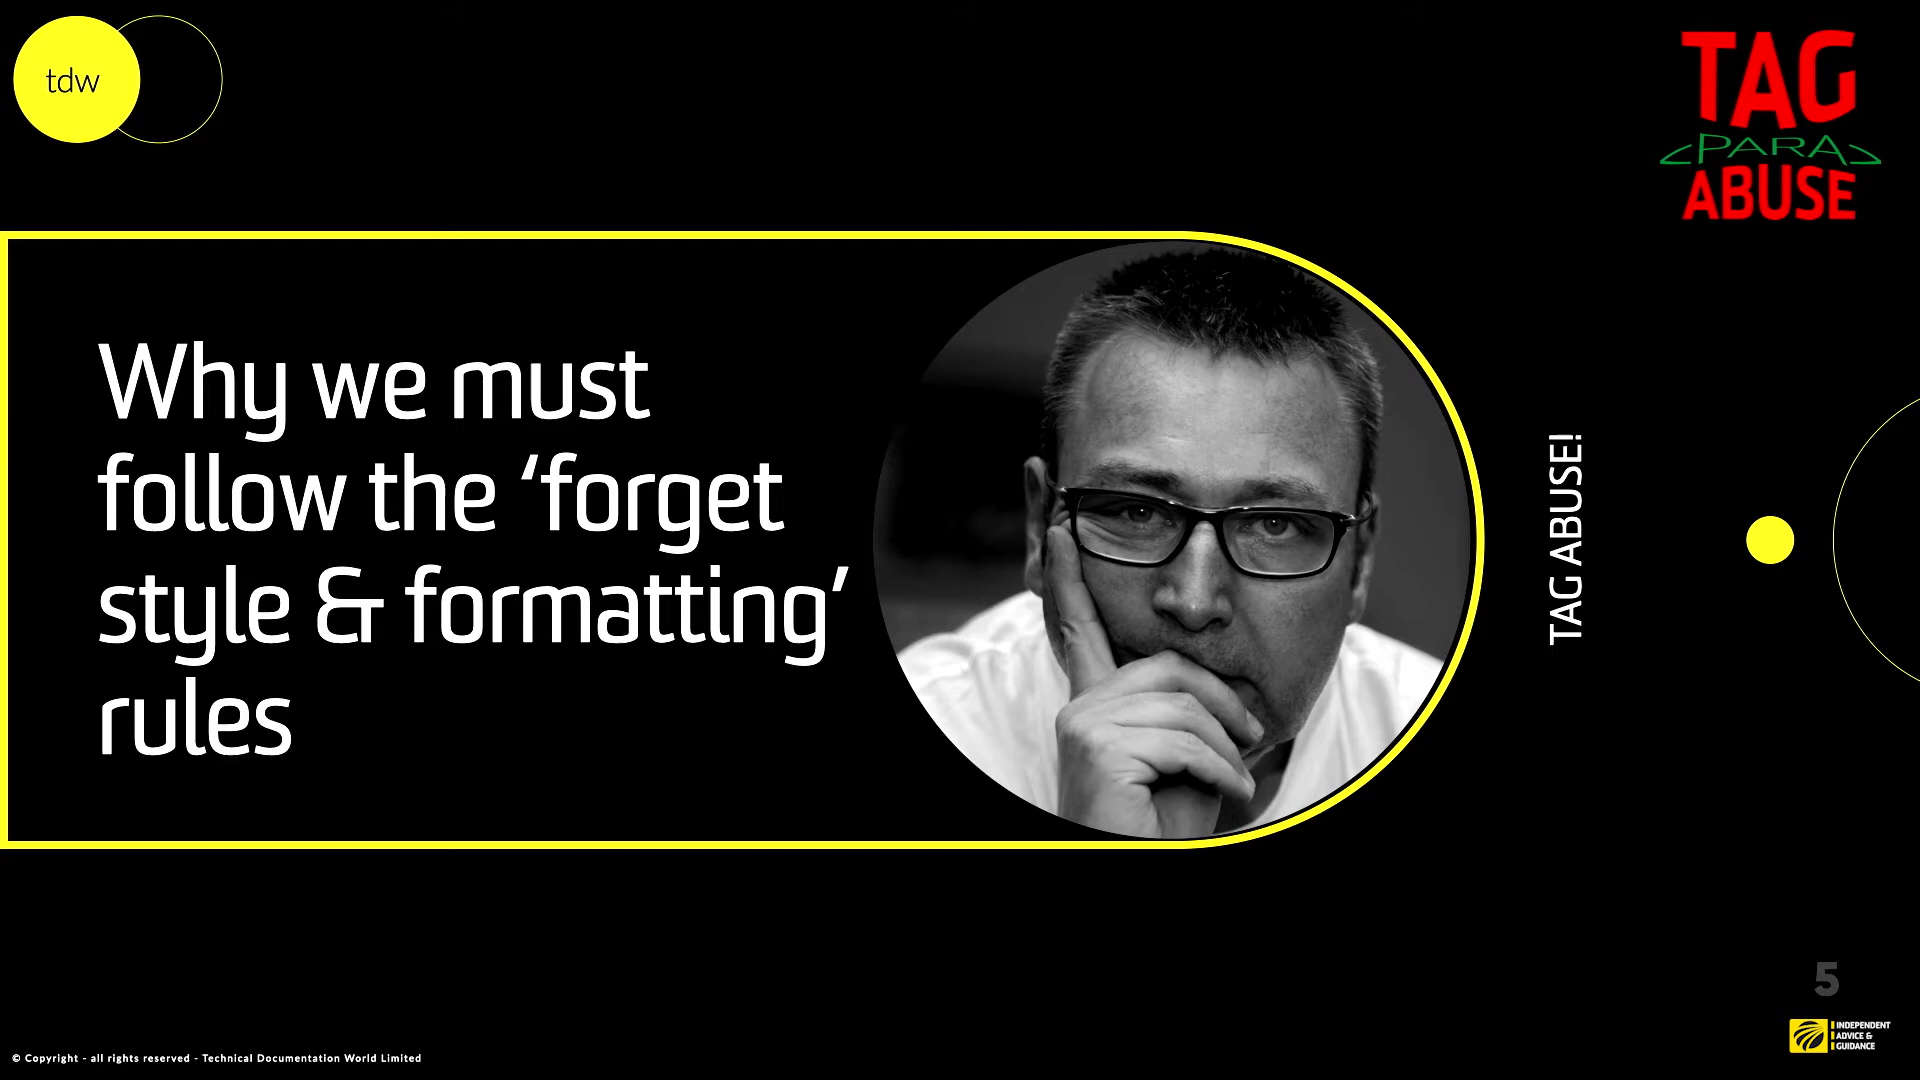 tdw
TAG
<PARA>
ABUSE
Why we must
follow the ‘forget
style & formatting’
rules
TAG ABUSE!
5
INDEPENDENT
ADVICE &
GUIDANCE
© Copyright - all rights reserved - Technical Documentation World Limited